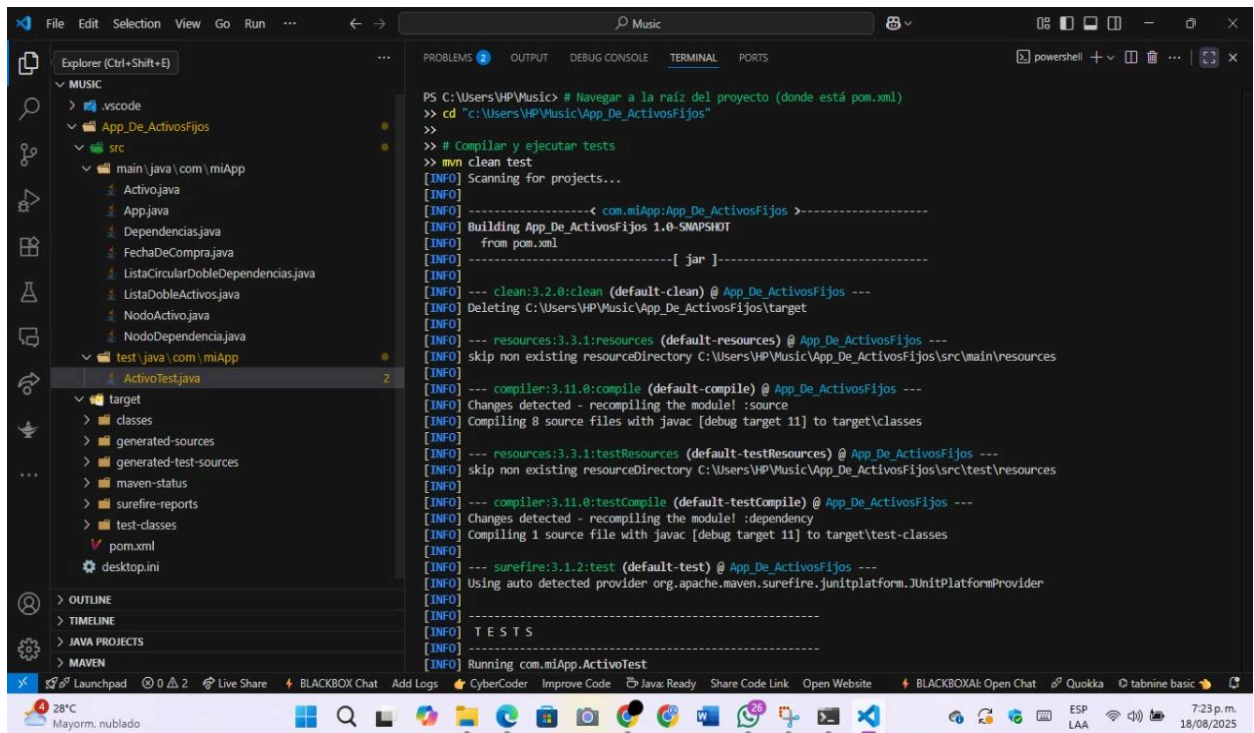 File Edit Selection View Go Run ··· Music
Explorer (Ctrl+Shift+E)
MUSIC
.vscode
App_De_ActivosFijos
src
main\java\com\miApp
Activo.java
App.java
Dependencias.java
FechaDeCompra.java
ListaCircularDobleDependencias.java
ListaDobleActivos.java
NodoActivo.java
NodoDependencia.java
test\java\com\miApp
ActivoTest.java 2
target
classes
generated-sources
generated-test-sources
maven-status
surefire-reports
test-classes
pom.xml
desktop.ini
OUTLINE
TIMELINE
JAVA PROJECTS
MAVEN
PROBLEMS 2 OUTPUT DEBUG CONSOLE TERMINAL PORTS powershell
PS C:\Users\HP\Music> # Navegar a la raíz del proyecto (donde está pom.xml)
>> cd "c:\Users\HP\Music\App_De_ActivosFijos"
>>
>> # Compilar y ejecutar tests
>> mvn clean test
[INFO] Scanning for projects...
[INFO]
[INFO] -------------------< com.miApp:App_De_ActivosFijos >--------------------
[INFO] Building App_De_ActivosFijos 1.0-SNAPSHOT
[INFO]   from pom.xml
[INFO] --------------------------------[ jar ]---------------------------------
[INFO]
[INFO] --- clean:3.2.0:clean (default-clean) @ App_De_ActivosFijos ---
[INFO] Deleting C:\Users\HP\Music\App_De_ActivosFijos\target
[INFO]
[INFO] --- resources:3.3.1:resources (default-resources) @ App_De_ActivosFijos ---
[INFO] skip non existing resourceDirectory C:\Users\HP\Music\App_De_ActivosFijos\src\main\resources
[INFO]
[INFO] --- compiler:3.11.0:compile (default-compile) @ App_De_ActivosFijos ---
[INFO] Changes detected - recompiling the module! :source
[INFO] Compiling 8 source files with javac [debug target 11] to target\classes
[INFO]
[INFO] --- resources:3.3.1:testResources (default-testResources) @ App_De_ActivosFijos ---
[INFO] skip non existing resourceDirectory C:\Users\HP\Music\App_De_ActivosFijos\src\test\resources
[INFO]
[INFO] --- compiler:3.11.0:testCompile (default-testCompile) @ App_De_ActivosFijos ---
[INFO] Changes detected - recompiling the module! :dependency
[INFO] Compiling 1 source file with javac [debug target 11] to target\test-classes
[INFO]
[INFO] --- surefire:3.1.2:test (default-test) @ App_De_ActivosFijos ---
[INFO] Using auto detected provider org.apache.maven.surefire.junitplatform.JUnitPlatformProvider
[INFO]
[INFO] -------------------------------------------------------
[INFO]  T E S T S
[INFO] -------------------------------------------------------
[INFO] Running com.miApp.ActivoTest
Launchpad 0 2 Live Share BLACKBOX Chat Add Logs CyberCoder Improve Code Java: Ready Share Code Link Open Website BLACKBOXAI: Open Chat Quokka tabnine basic
4 28°C
Mayorm. nublado
26
ESP
LAA
7:23 p. m.
18/08/2025